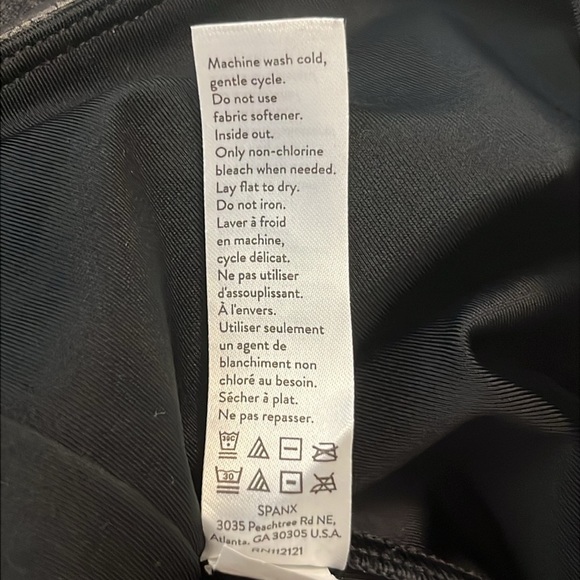 Machine wash cold,
gentle cycle.
Do not use
fabric softener.
Inside out.
Only non-chlorine
bleach when needed.
Lay flat to dry.
Do not iron.
Laver à froid
en machine,
cycle délicat.
Ne pas utiliser
d'assouplissant.
À l'envers.
Utiliser seulement
un agent de
blanchiment non
chloré au besoin.
Sécher à plat.
Ne pas repasser.
30C
30
SPANX
3035 Peachtree Rd NE,
Atlanta, GA 30305 U.S.A.
RN112121